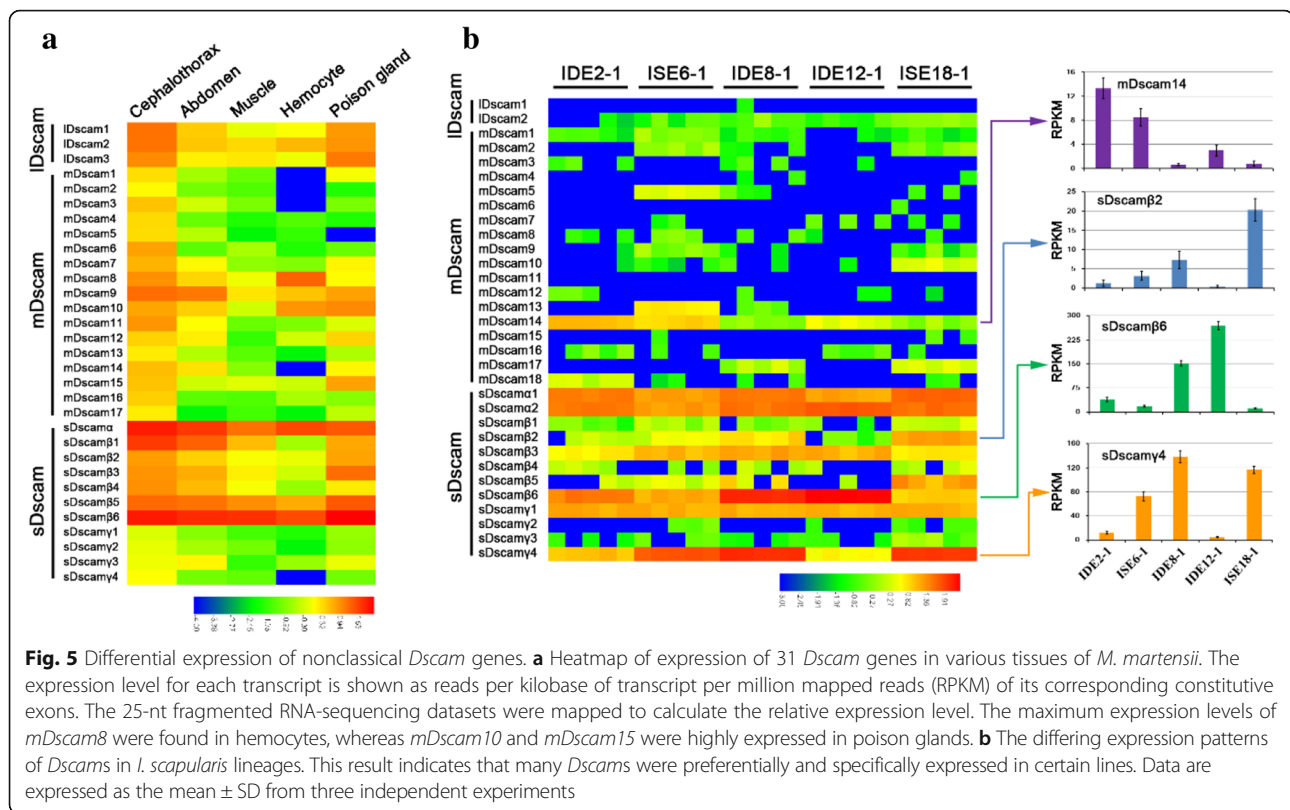 a
Cephalothorax
Abdomen
Muscle
Hemocyte
Poison gland
lDscam
mDscam
sDscam
lDscam1
lDscam2
lDscam3
mDscam1
mDscam2
mDscam3
mDscam4
mDscam5
mDscam6
mDscam7
mDscam8
mDscam9
mDscam10
mDscam11
mDscam12
mDscam13
mDscam14
mDscam15
mDscam16
mDscam17
sDscamα
sDscamβ1
sDscamβ2
sDscamβ3
sDscamβ4
sDscamβ5
sDscamβ6
sDscamγ1
sDscamγ2
sDscamγ3
sDscamγ4
b
IDE2-1 ISE6-1 IDE8-1 IDE12-1 ISE18-1
lDscam
mDscam
sDscam
lDscam1
lDscam2
mDscam1
mDscam2
mDscam3
mDscam4
mDscam5
mDscam6
mDscam7
mDscam8
mDscam9
mDscam10
mDscam11
mDscam12
mDscam13
mDscam14
mDscam15
mDscam16
mDscam17
mDscam18
sDscamα1
sDscamα2
sDscamβ1
sDscamβ2
sDscamβ3
sDscamβ4
sDscamβ5
sDscamβ6
sDscamγ1
sDscamγ2
sDscamγ3
sDscamγ4
mDscam14
RPKM
16
12
8
4
0
sDscamβ2
RPKM
25
20
15
10
5
0
sDscamβ6
RPKM
300
225
150
75
0
sDscamγ4
RPKM
160
120
80
40
0
IDE2-1
ISE6-1
IDE8-1
IDE12-1
ISE18-1
Fig. 5 Differential expression of nonclassical Dscam genes. a Heatmap of expression of 31 Dscam genes in various tissues of M. martensii. The
expression level for each transcript is shown as reads per kilobase of transcript per million mapped reads (RPKM) of its corresponding constitutive
exons. The 25-nt fragmented RNA-sequencing datasets were mapped to calculate the relative expression level. The maximum expression levels of
mDscam8 were found in hemocytes, whereas mDscam10 and mDscam15 were highly expressed in poison glands. b The differing expression patterns
of Dscams in I. scapularis lineages. This result indicates that many Dscams were preferentially and specifically expressed in certain lines. Data are
expressed as the mean ± SD from three independent experiments